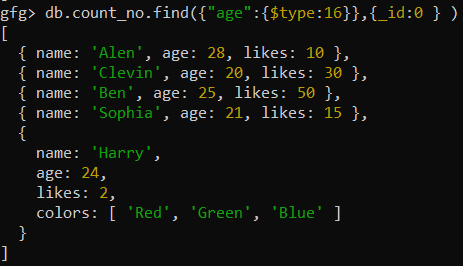 gfg> db.count_no.find({"age":{$type:16}},{_id:0 } )
[
  { name: 'Alen', age: 28, likes: 10 },
  { name: 'Clevin', age: 20, likes: 30 },
  { name: 'Ben', age: 25, likes: 50 },
  { name: 'Sophia', age: 21, likes: 15 },
  {
    name: 'Harry',
    age: 24,
    likes: 2,
    colors: [ 'Red', 'Green', 'Blue' ]
  }
]